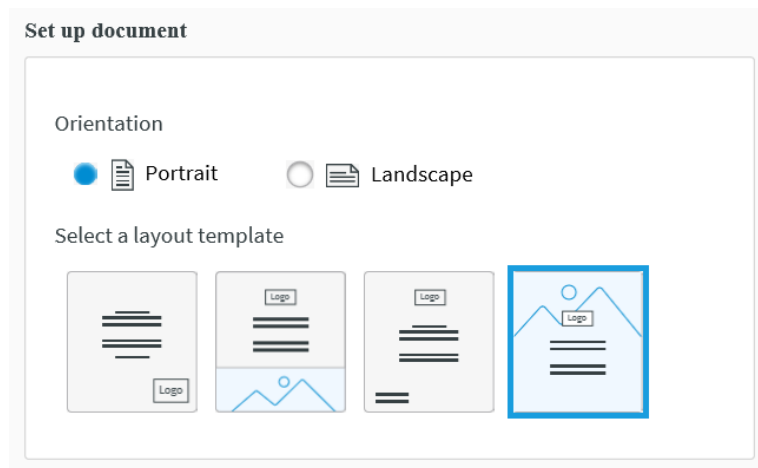 Set up document
Orientation
Portrait Landscape
Select a layout template
Logo Logo Logo Logo